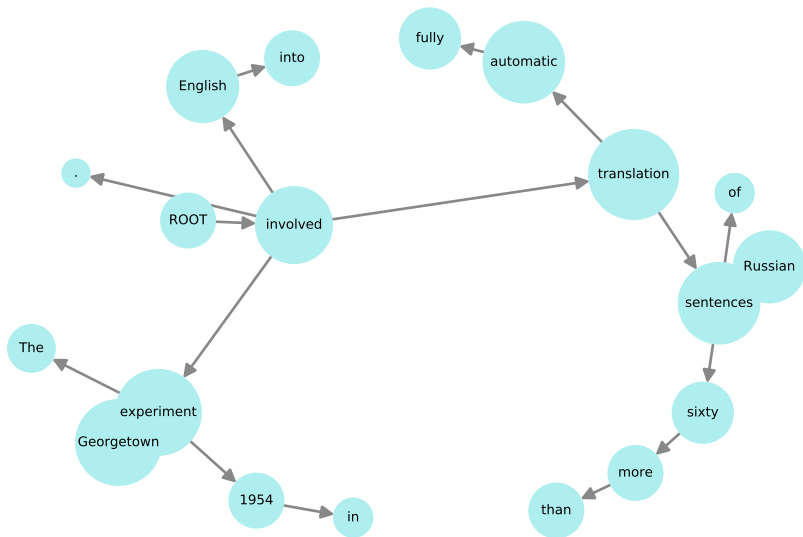 fully
into
automatic
English
translation
.
of
ROOT
involved
Russian
sentences
The
experiment
sixty
Georgetown
more
1954
than
in